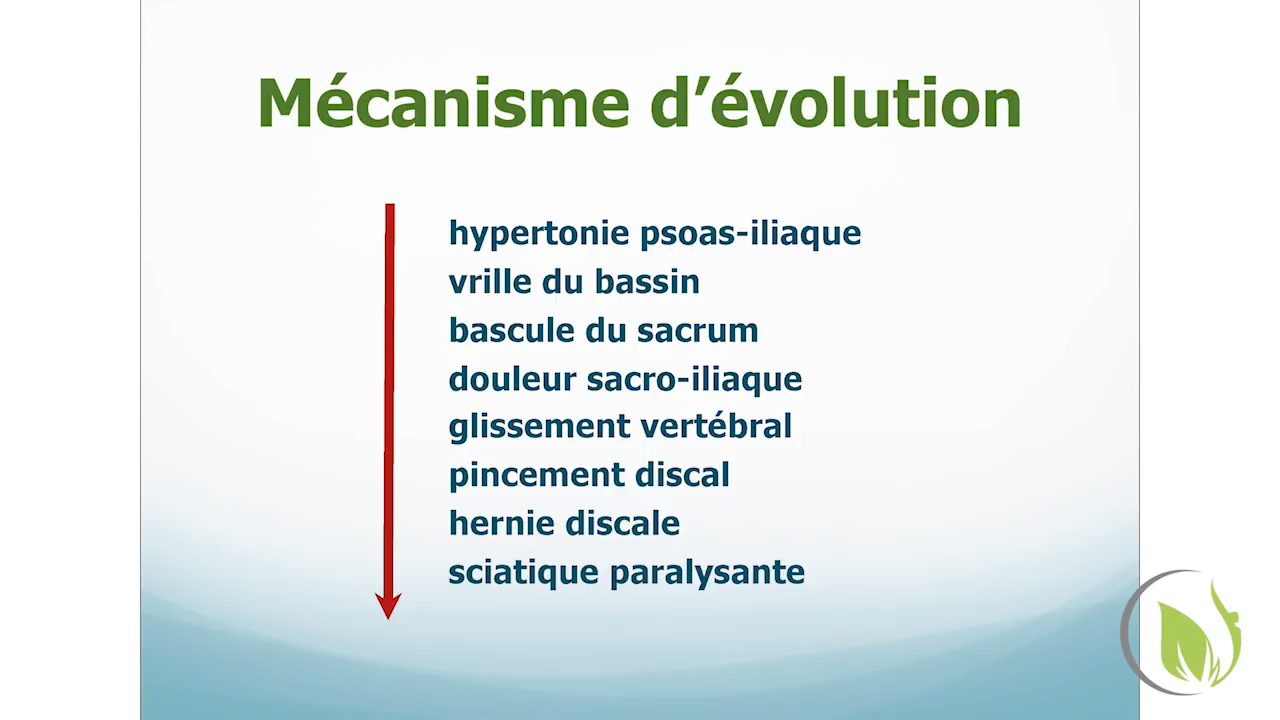 Mécanisme d’évolution
hypertonie psoas-iliaque
vrille du bassin
bascule du sacrum
douleur sacro-iliaque
glissement vertébral
pincement discal
hernie discale
sciatique paralysante